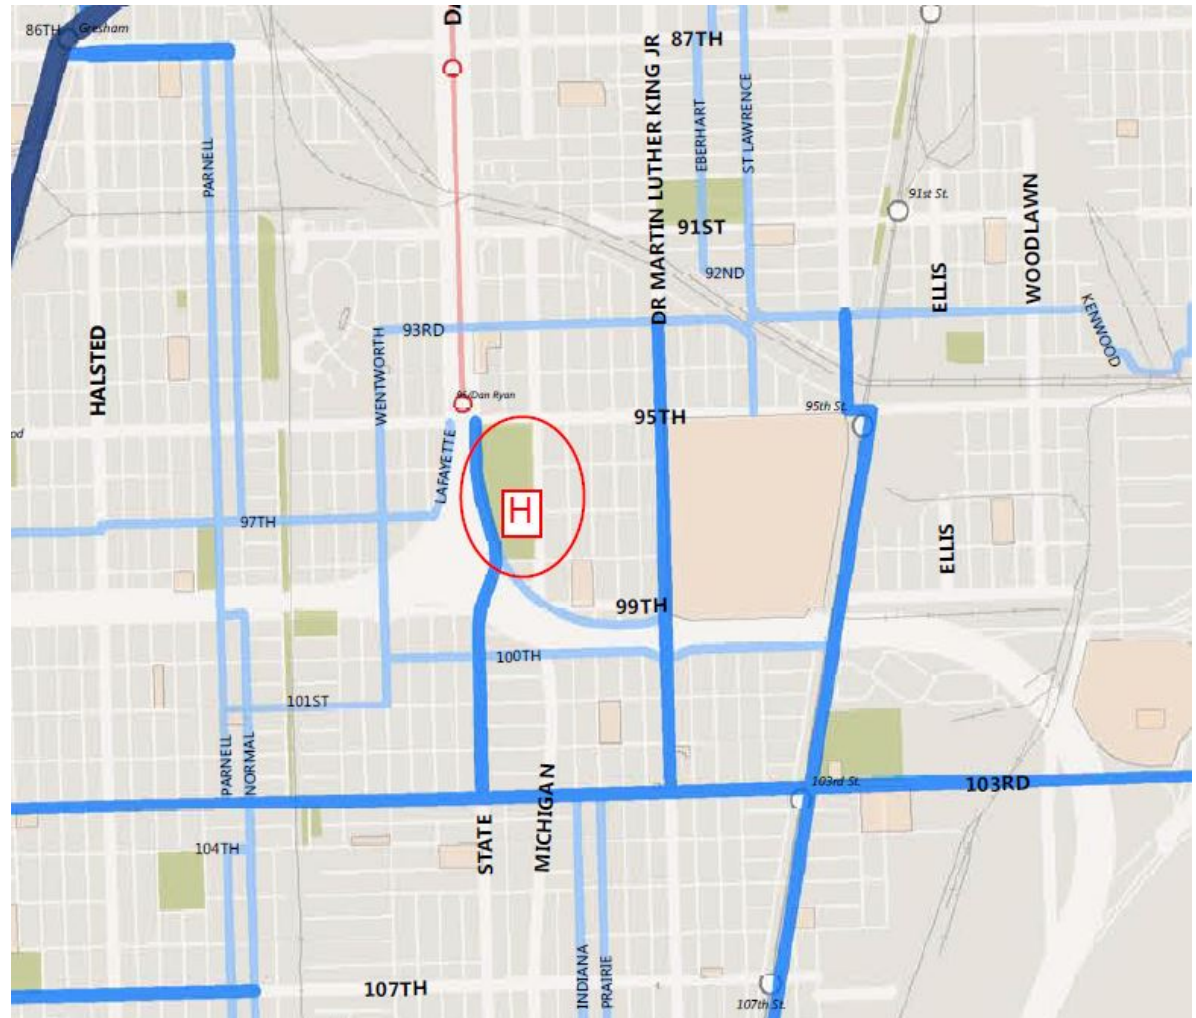 86TH
Gresham
87TH
DR MARTIN LUTHER KING JR
EBERHART
ST LAWRENCE
PARNELL
91st St.
91ST
WOODLAWN
92ND
ELLIS
93RD
KENWOOD
HALSTED
WENTWORTH
95/Dan Ryan
95TH
95th St.
LAFAYETTE
H
97TH
ELLIS
99TH
100TH
101ST
PARNELL
NORMAL
103rd St.
103RD
STATE
MICHIGAN
104TH
INDIANA
PRAIRIE
107TH
107th St.